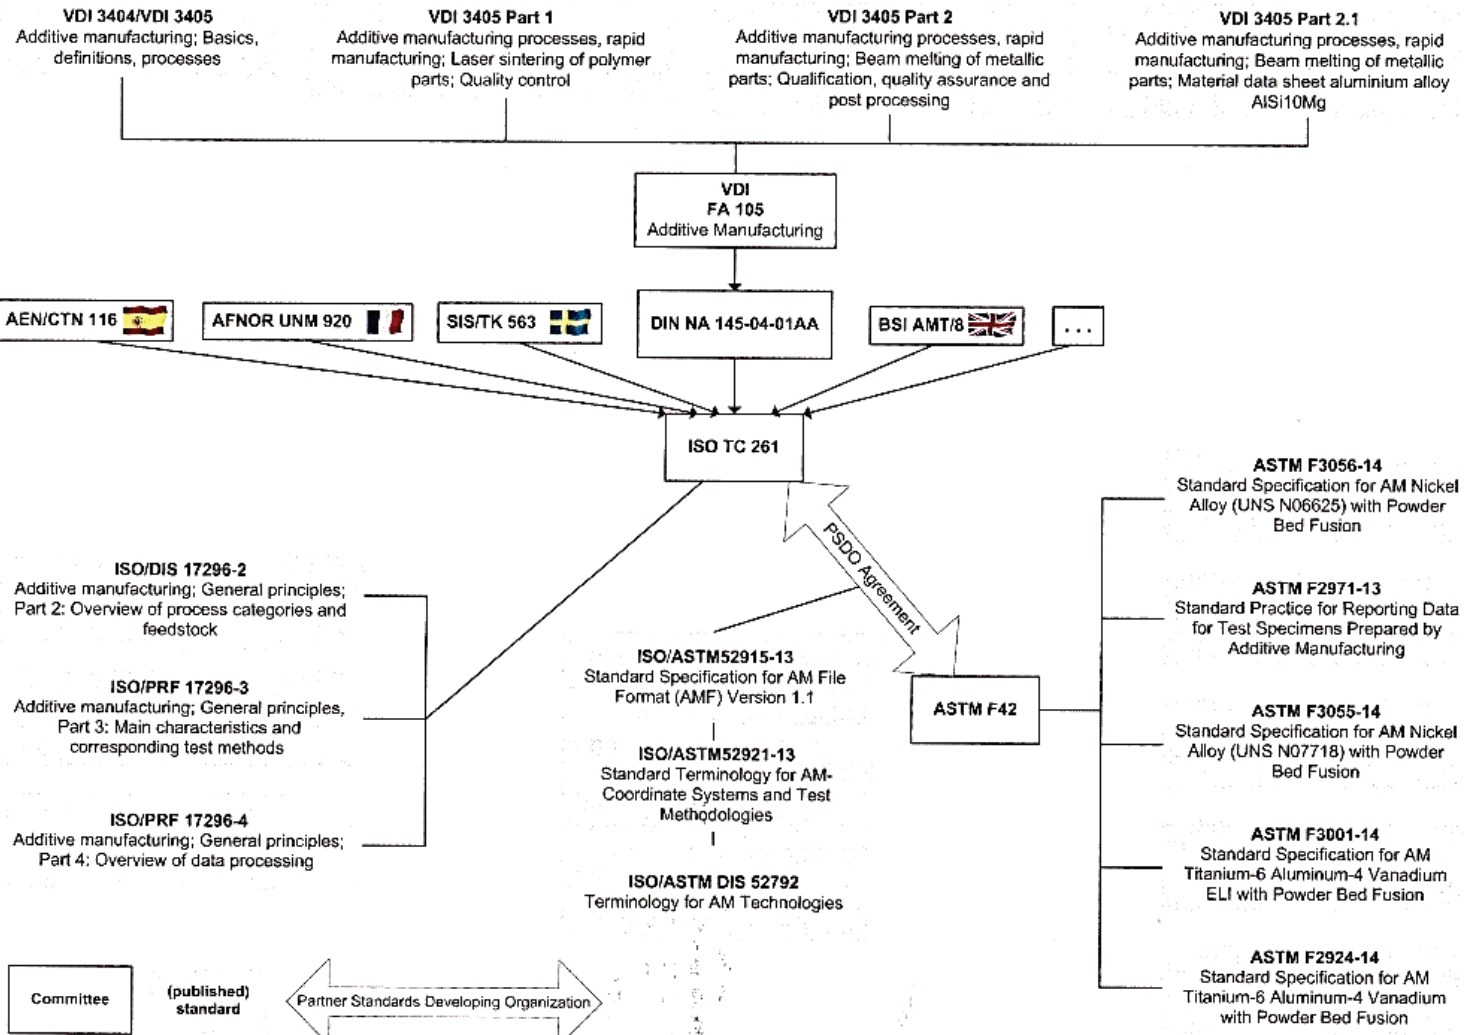 VDI 3404/VDI 3405
Additive manufacturing; Basics,
definitions, processes
VDI 3405 Part 1
Additive manufacturing processes, rapid
manufacturing; Laser sintering of polymer
parts; Quality control
VDI 3405 Part 2
Additive manufacturing processes, rapid
manufacturing; Beam melting of metallic
parts; Qualification, quality assurance and
post processing
VDI 3405 Part 2.1
Additive manufacturing processes, rapid
manufacturing; Beam melting of metallic
parts; Material data sheet aluminium alloy
AlSi10Mg
VDI
FA 105
Additive Manufacturing
AEN/CTN 116
AFNOR UNM 920
SIS/TK 563
DIN NA 145-04-01AA
BSI AMT/8
...
ISO TC 261
PSDO Agreement
ISO/DIS 17296-2
Additive manufacturing; General principles;
Part 2: Overview of process categories and
feedstock
ISO/PRF 17296-3
Additive manufacturing; General principles,
Part 3: Main characteristics and
corresponding test methods
ISO/PRF 17296-4
Additive manufacturing; General principles;
Part 4: Overview of data processing
ISO/ASTM52915-13
Standard Specification for AM File
Format (AMF) Version 1.1
ISO/ASTM52921-13
Standard Terminology for AM-
Coordinate Systems and Test
Methodologies
ISO/ASTM DIS 52792
Terminology for AM Technologies
ASTM F42
ASTM F3056-14
Standard Specification for AM Nickel
Alloy (UNS N06625) with Powder
Bed Fusion
ASTM F2971-13
Standard Practice for Reporting Data
for Test Specimens Prepared by
Additive Manufacturing
ASTM F3055-14
Standard Specification for AM Nickel
Alloy (UNS N07718) with Powder
Bed Fusion
ASTM F3001-14
Standard Specification for AM
Titanium-6 Aluminum-4 Vanadium
ELI with Powder Bed Fusion
ASTM F2924-14
Standard Specification for AM
Titanium-6 Aluminum-4 Vanadium
with Powder Bed Fusion
Committee
(published)
standard
Partner Standards Developing Organization